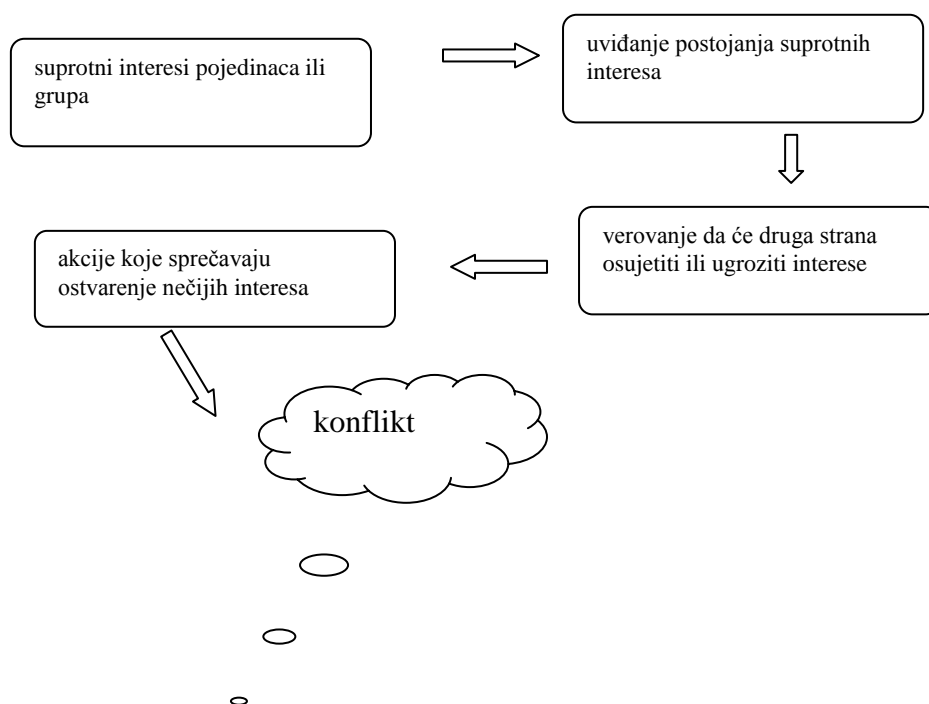 suprotni interesi pojedinaca ili
grupa
uviđanje postojanja suprotnih
interesa
verovanje da će druga strana
osujetiti ili ugroziti interese
akcije koje sprečavaju
ostvarenje nečijih interesa
konflikt